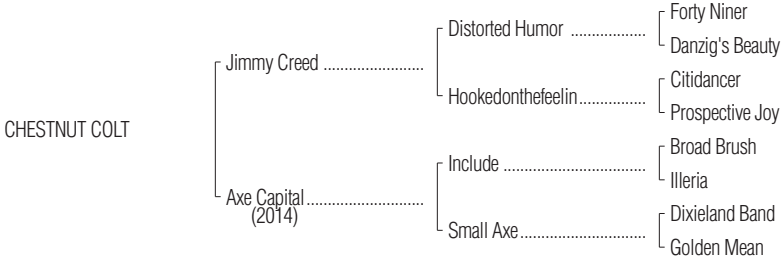 Forty Niner
Distorted Humor ..................
Danzig's Beauty
Jimmy Creed ........................
Citidancer
Hookedonthefeelin................
Prospective Joy
CHESTNUT COLT
Broad Brush
Include ..................................
Illeria
Axe Capital............................
(2014)
Dixieland Band
Small Axe..............................
Golden Mean